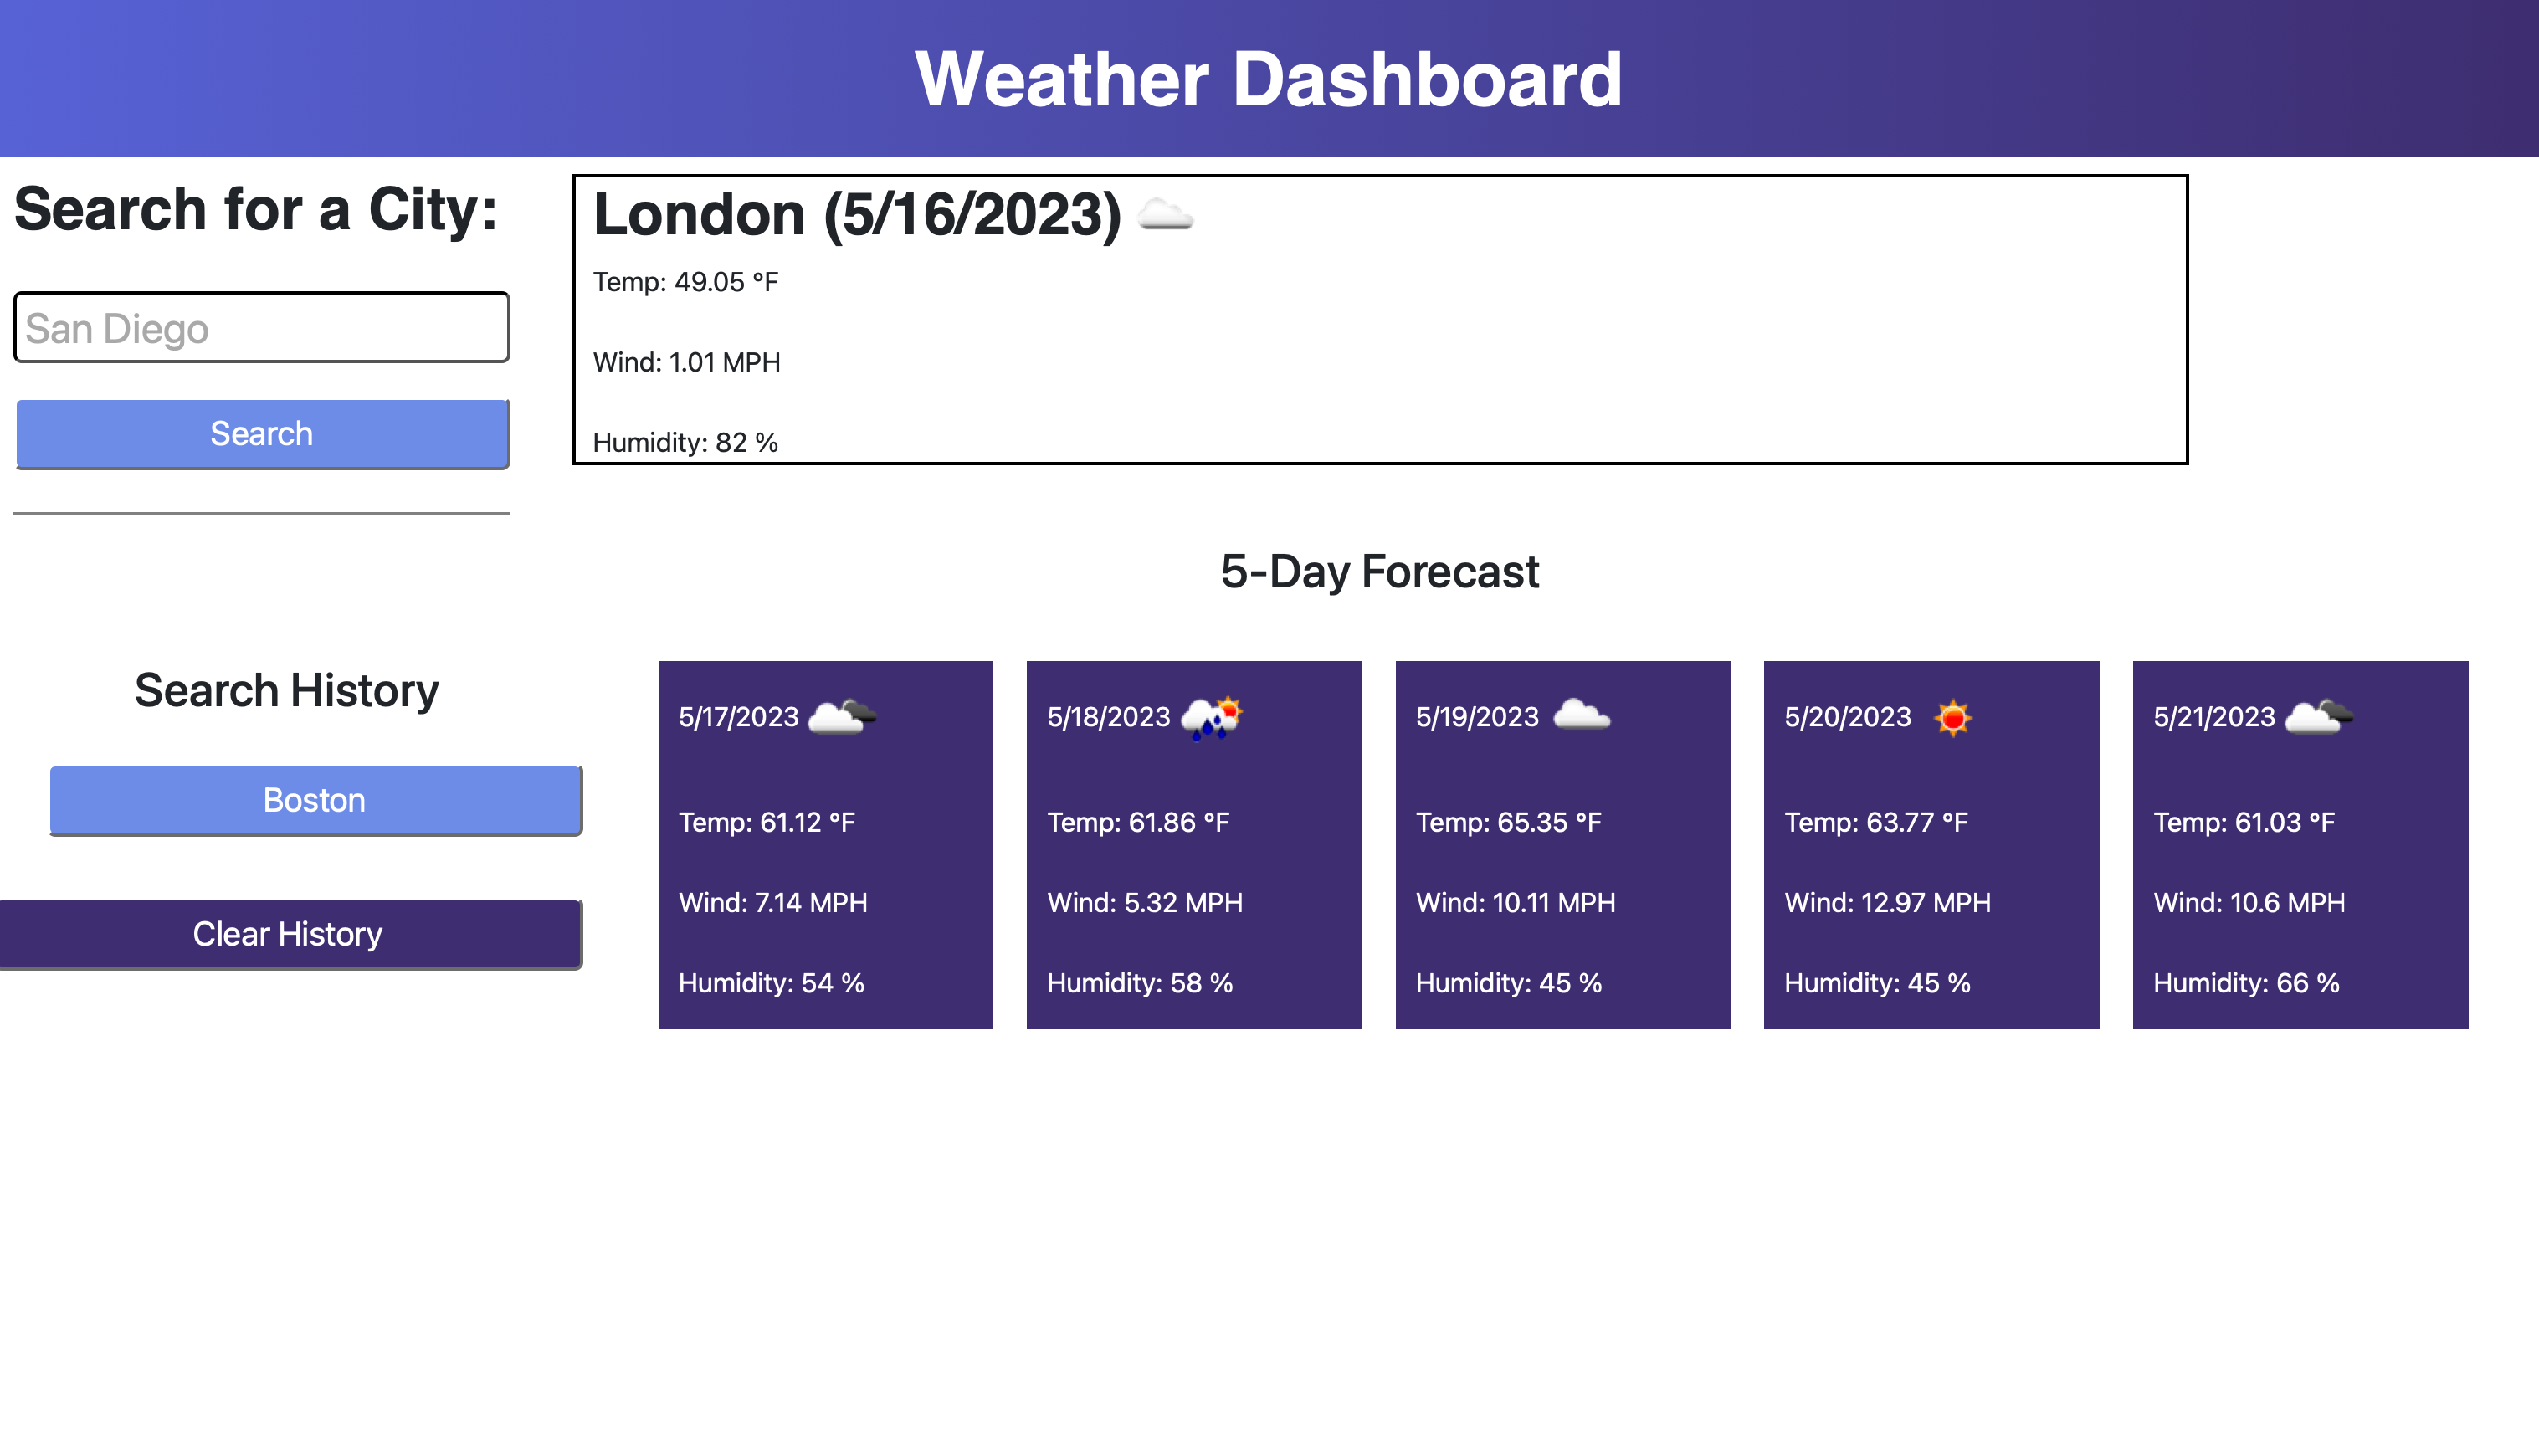 Weather Dashboard
Search for a City:
San Diego
Search
London (5/16/2023)
Temp: 49.05 °F
Wind: 1.01 MPH
Humidity: 82 %
5-Day Forecast
Search History
Boston
Clear History
5/17/2023
Temp: 61.12 °F
Wind: 7.14 MPH
Humidity: 54 %
5/18/2023
Temp: 61.86 °F
Wind: 5.32 MPH
Humidity: 58 %
5/19/2023
Temp: 65.35 °F
Wind: 10.11 MPH
Humidity: 45 %
5/20/2023
Temp: 63.77 °F
Wind: 12.97 MPH
Humidity: 45 %
5/21/2023
Temp: 61.03 °F
Wind: 10.6 MPH
Humidity: 66 %